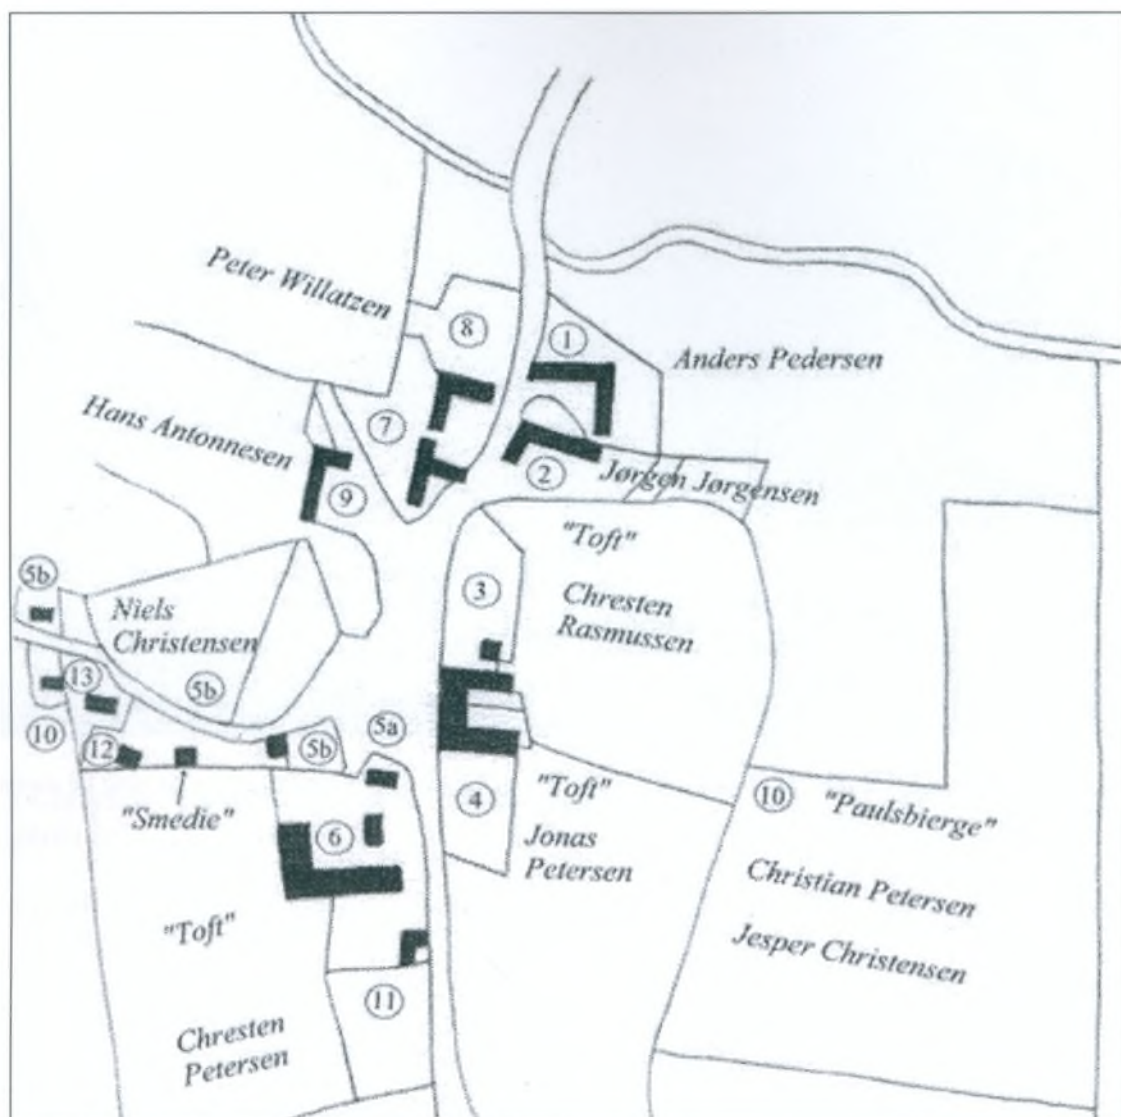 Peter Willatzen
8
1
Anders Pedersen
Hans Antonnesen
7
2
Jørgen Jørgensen
9
"Toft"
5b
3
Chresten
Rasmussen
Niels
Christensen
13
5b
10
12
5b
5a
"Smedie"
4
"Toft"
Jonas
Petersen
10
"Paulsbierge"
6
Christian Petersen
Jesper Christensen
"Toft"
11
Chresten
Petersen